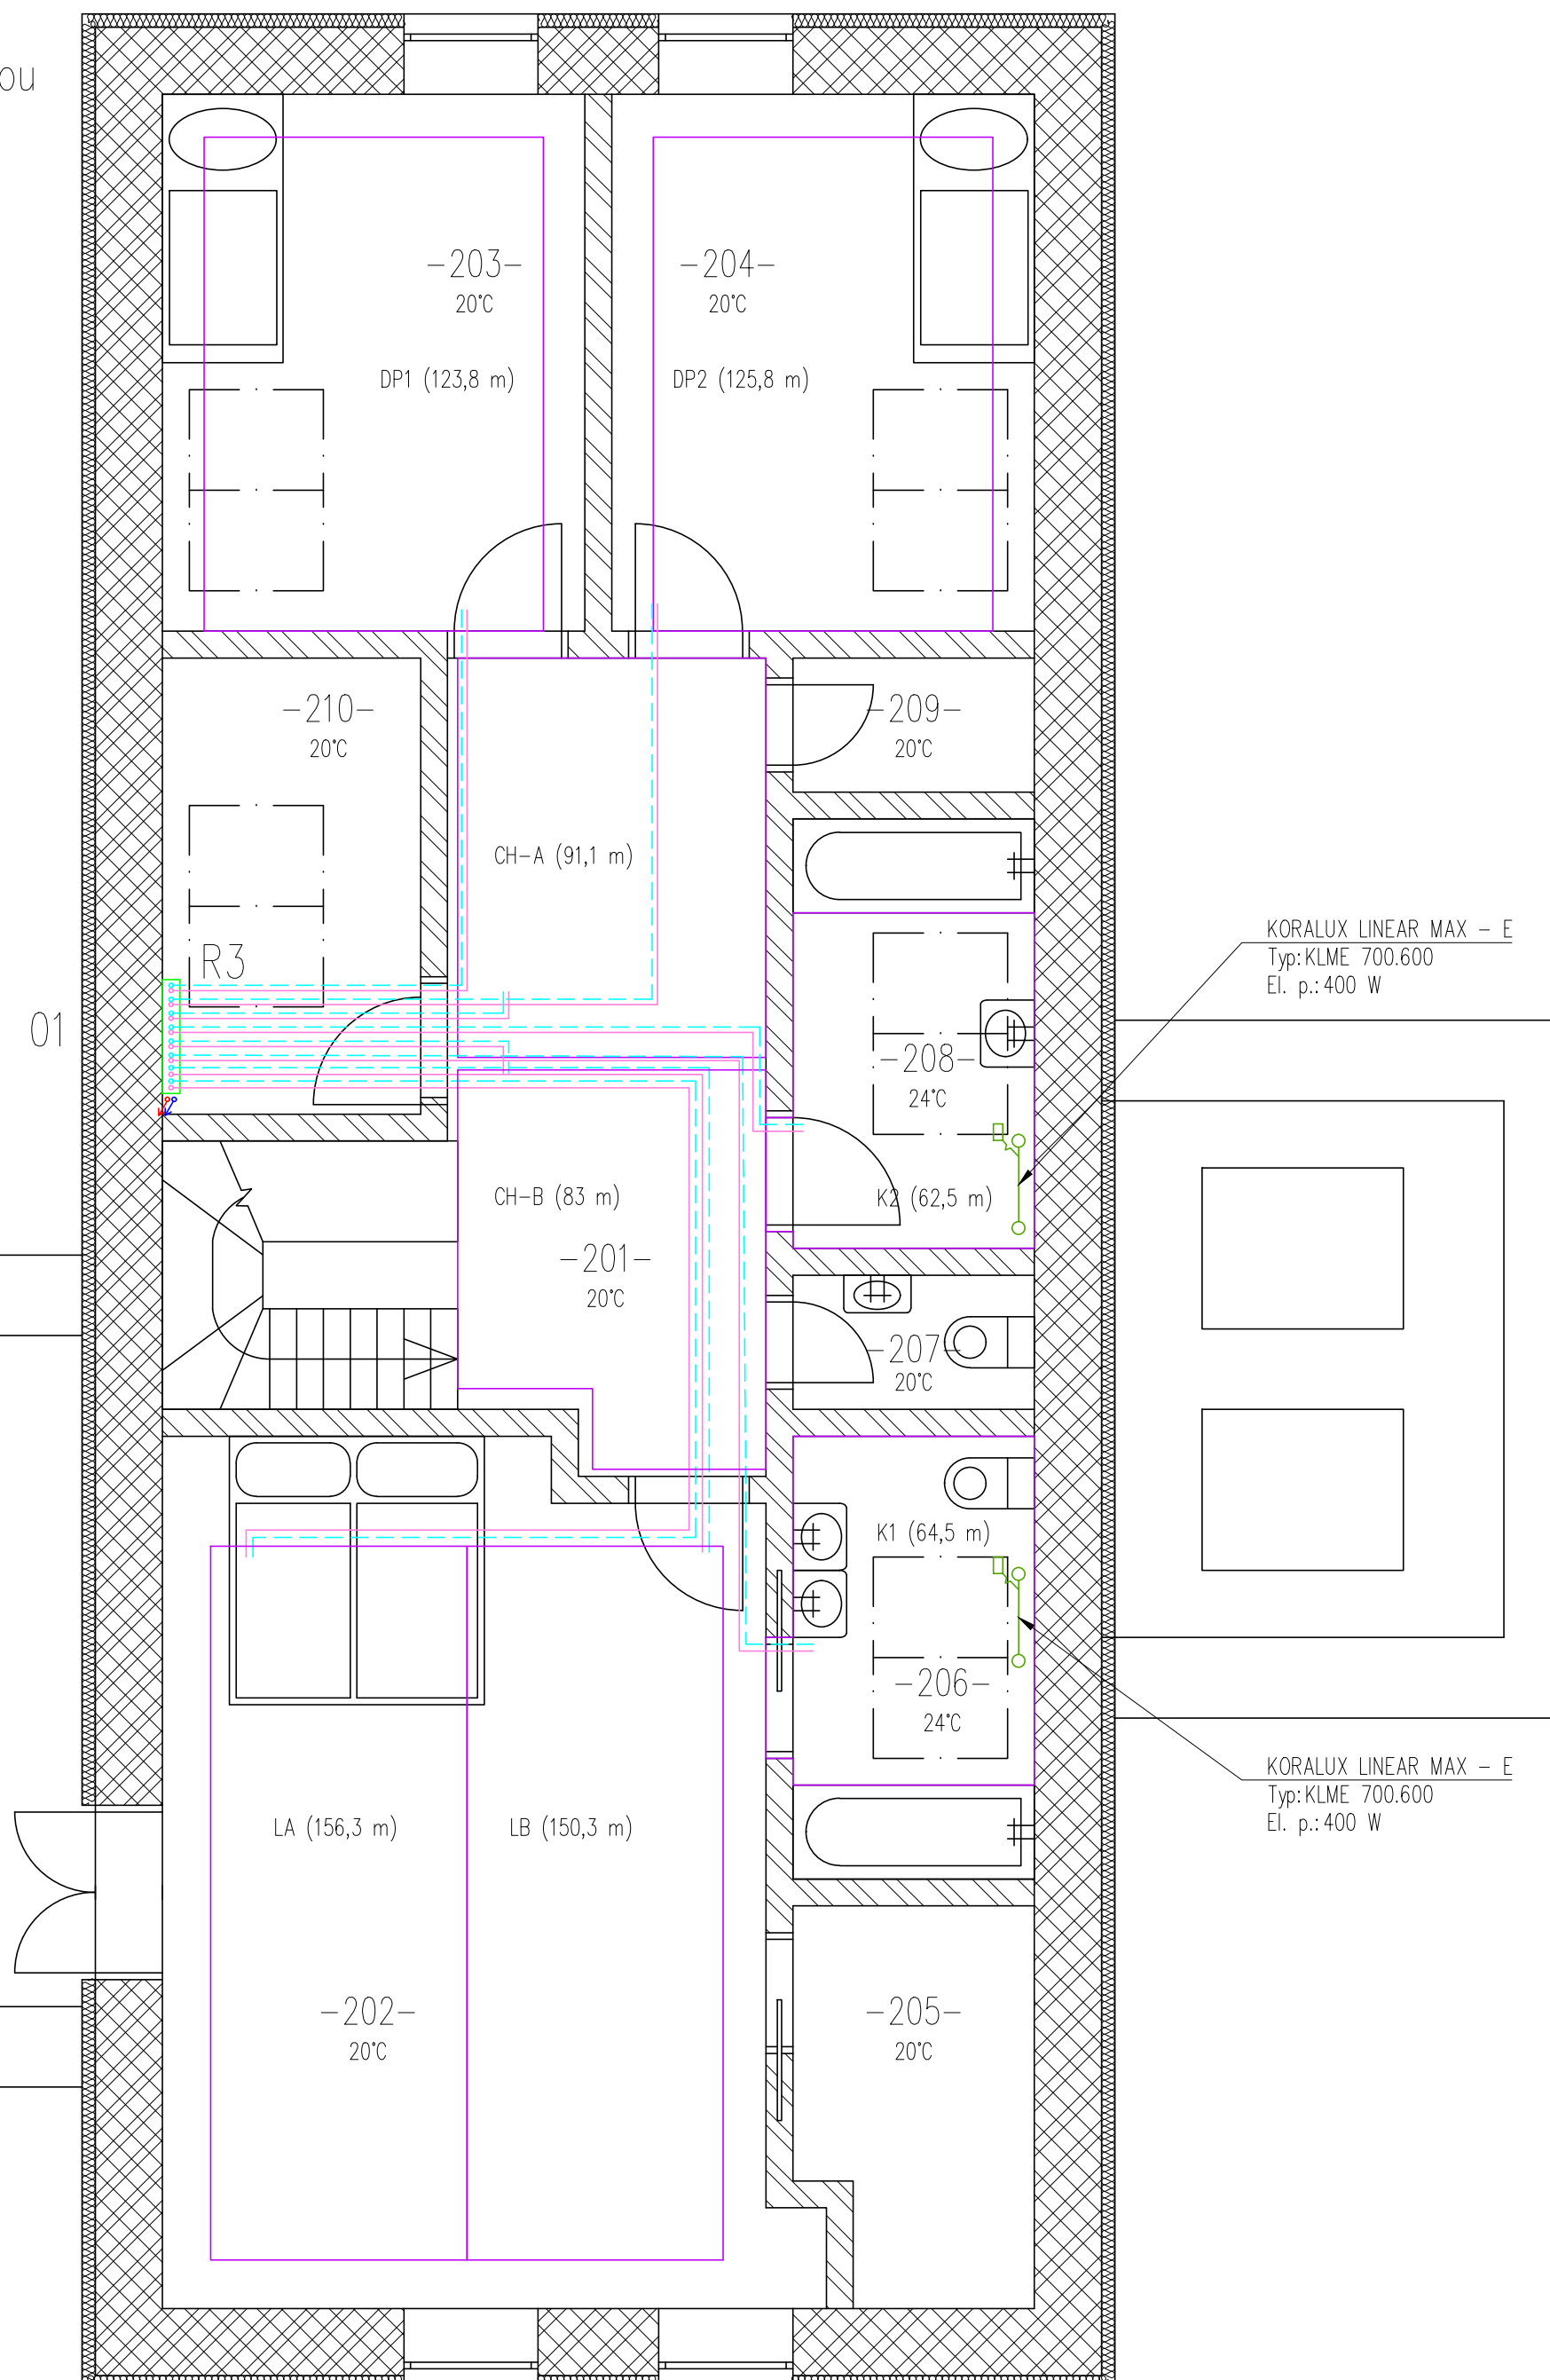 ou
-203-
20°C
DP1 (123,8 m)
-204-
20°C
DP2 (125,8 m)
-210-
20°C
-209-
20°C
CH-A (91,1 m)
R3
01
KORALUX LINEAR MAX - E
Typ:KLME 700.600
El. p.:400 W
-208-
24°C
K2 (62,5 m)
CH-B (83 m)
-201-
20°C
-207-
20°C
K1 (64,5 m)
-206-
24°C
KORALUX LINEAR MAX - E
Typ:KLME 700.600
El. p.:400 W
LA (156,3 m)
LB (150,3 m)
-202-
20°C
-205-
20°C